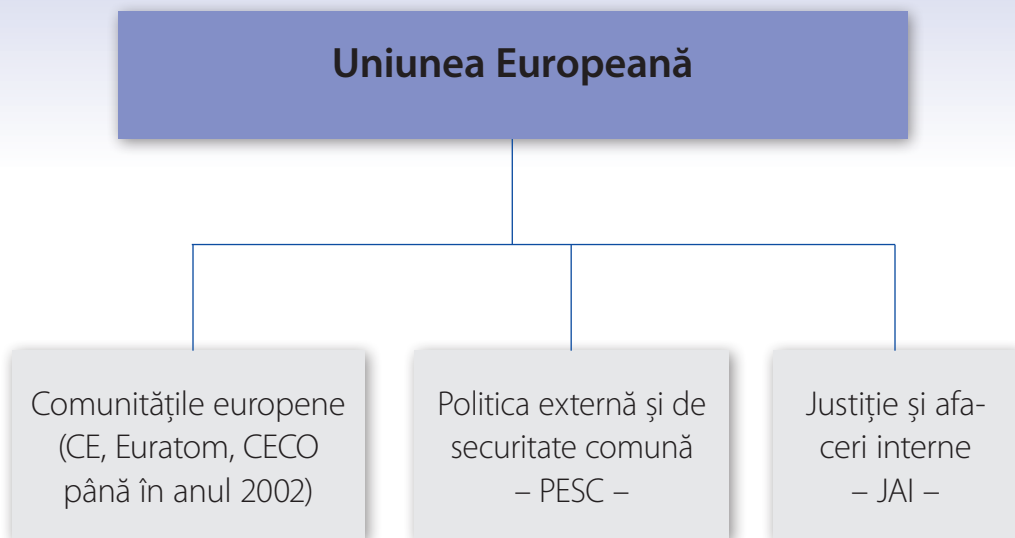 Uniunea Europeană
Comunitățile europene
(CE, Euratom, CECO
până în anul 2002)
Politica externă și de
securitate comună
– PESC –
Justiție și afa-
ceri interne
– JAI –